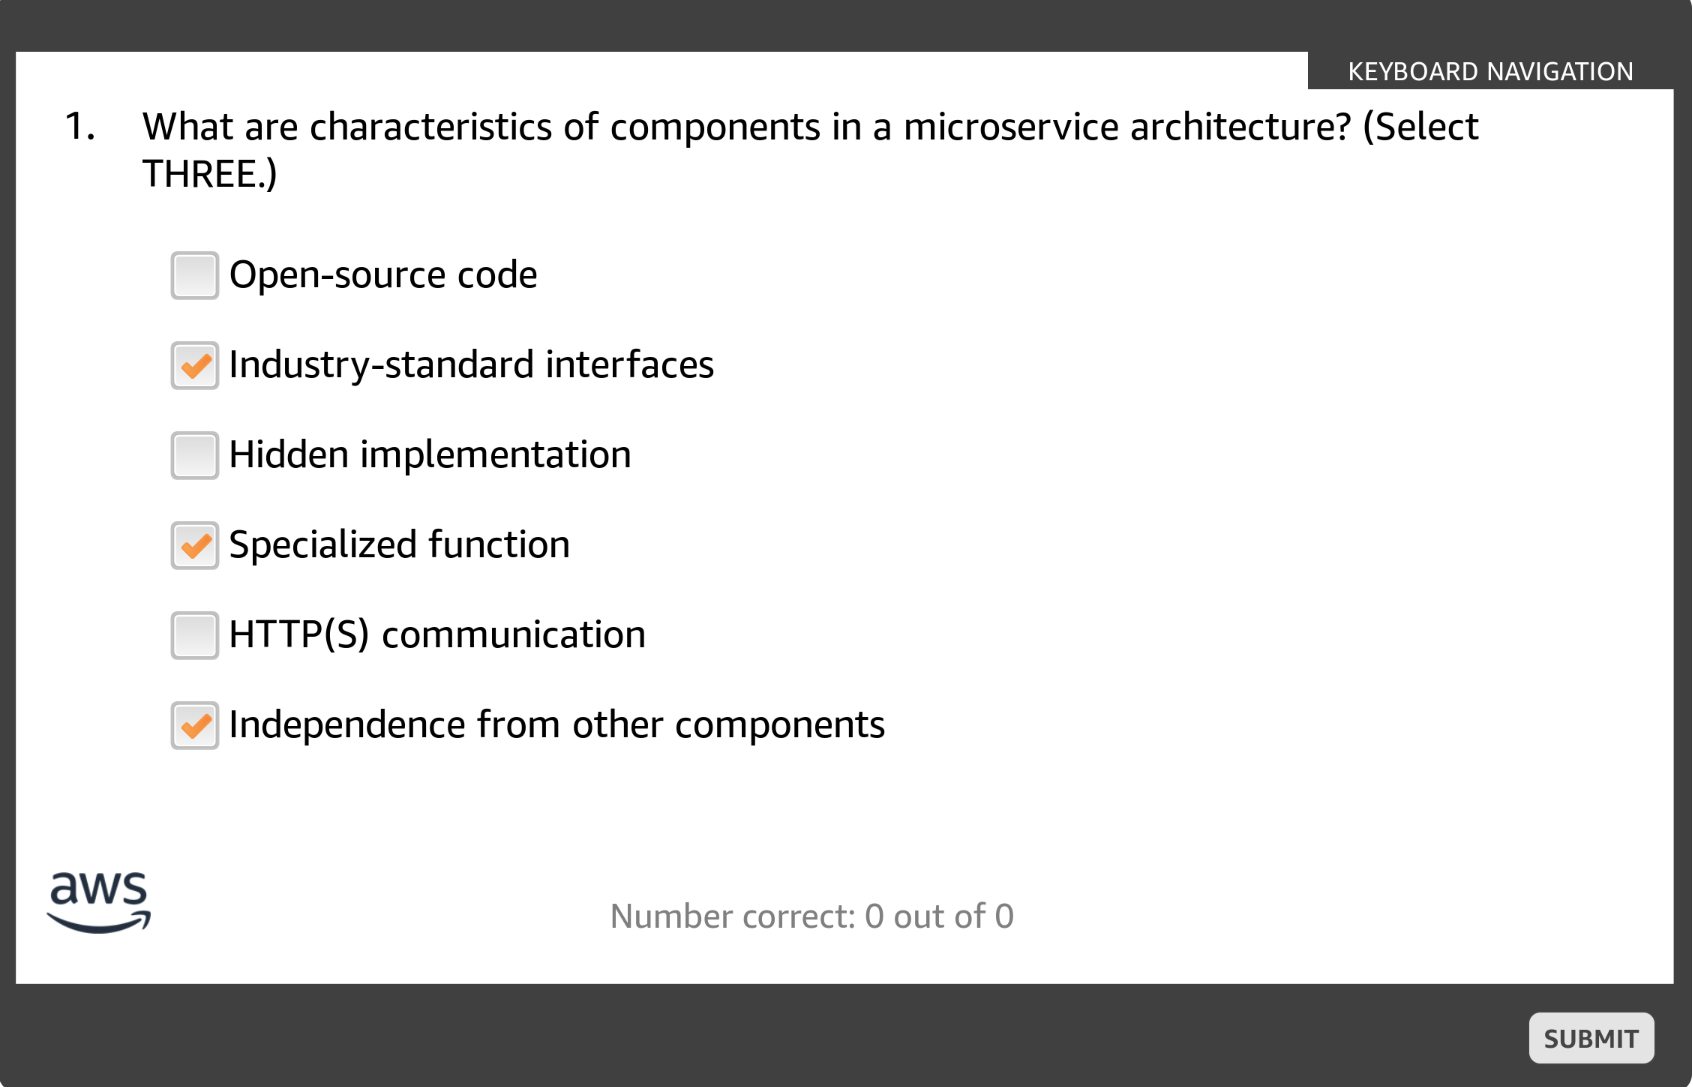 KEYBOARD NAVIGATION
1. What are characteristics of components in a microservice architecture? (Select
THREE.)
Open-source code
Industry-standard interfaces
Hidden implementation
Specialized function
HTTP(S) communication
Independence from other components
aws
Number correct: 0 out of 0
SUBMIT